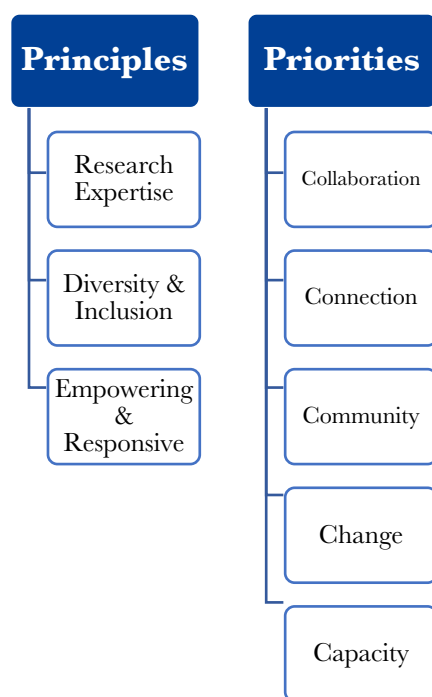 Principles
Research
Expertise
Diversity &
Inclusion
Empowering
&
Responsive
Priorities
Collaboration
Connection
Community
Change
Capacity